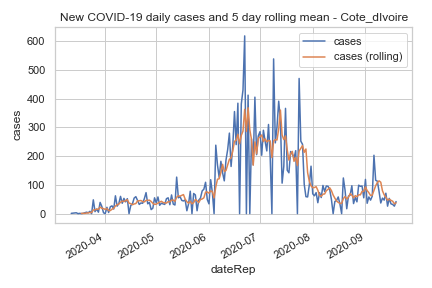 New COVID-19 daily cases and 5 day rolling mean - Cote_dIvoire
cases
cases (rolling)
600
500
400
300
200
100
0
cases
2020-04
2020-05
2020-06
2020-07
2020-08
2020-09
dateRep